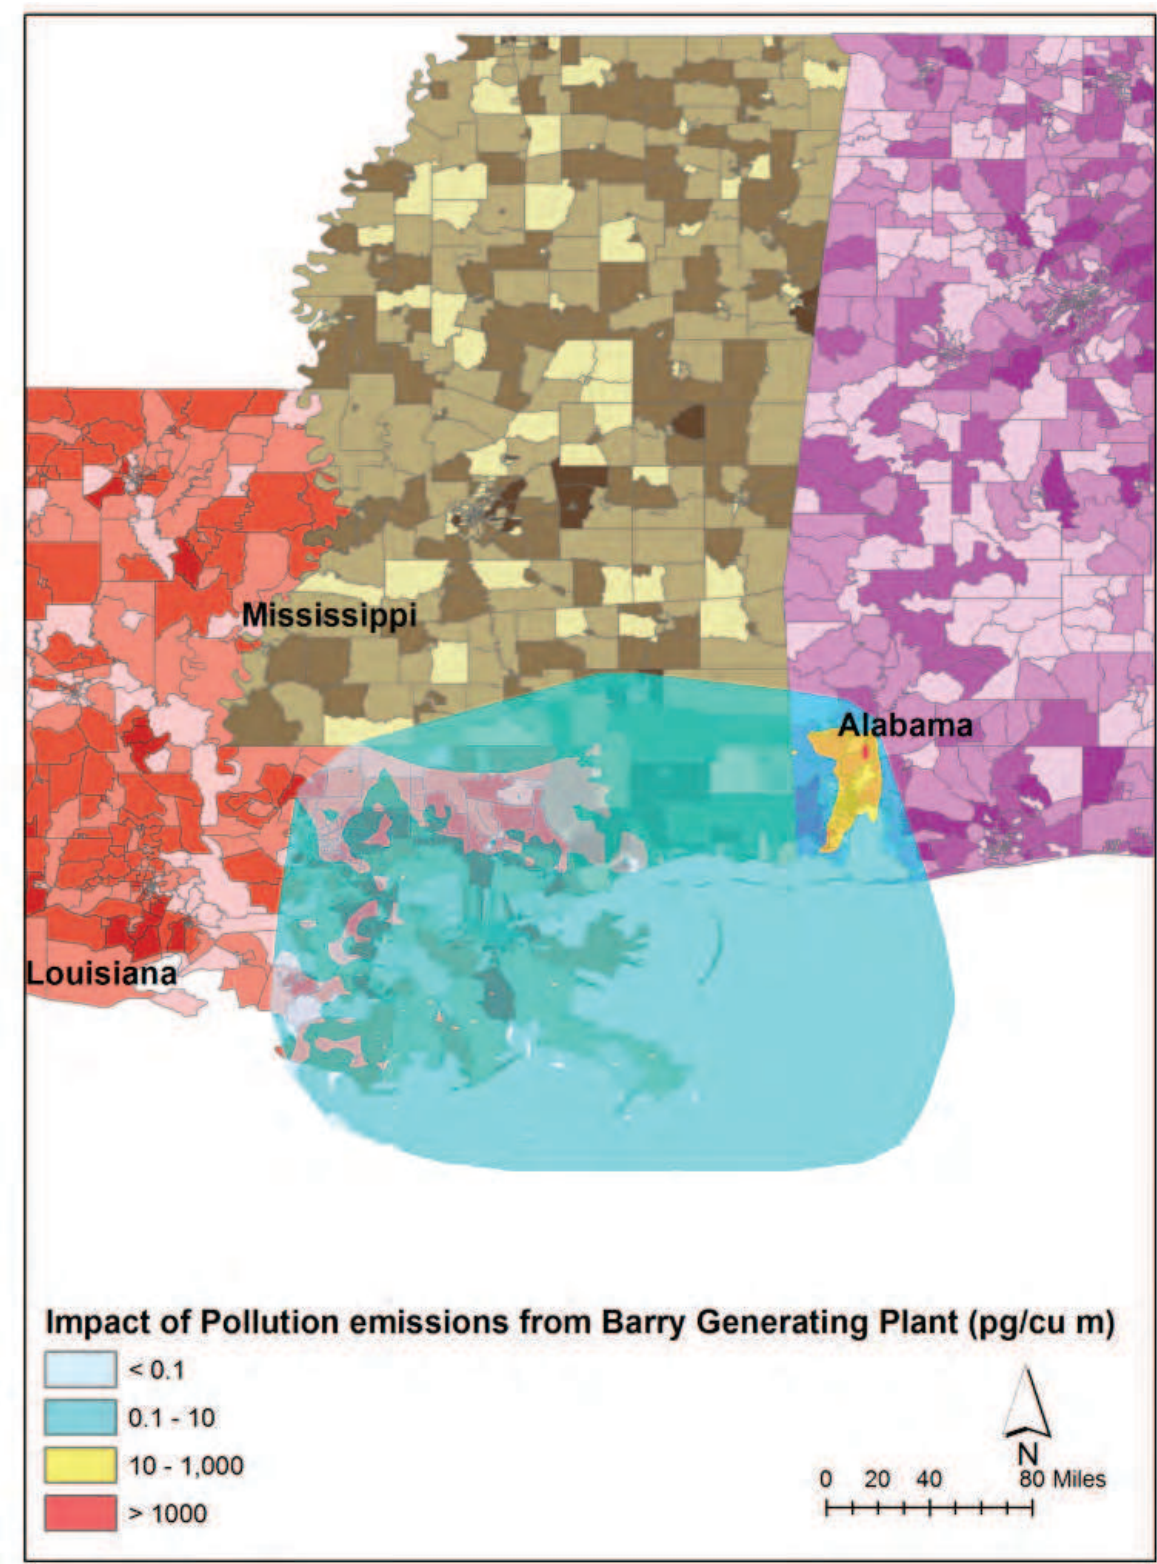 Mississippi
Alabama
Louisiana
Impact of Pollution emissions from Barry Generating Plant (pg/cu m)
< 0.1
0.1 - 10
10 - 1,000
> 1000
N
0 20 40 80 Miles